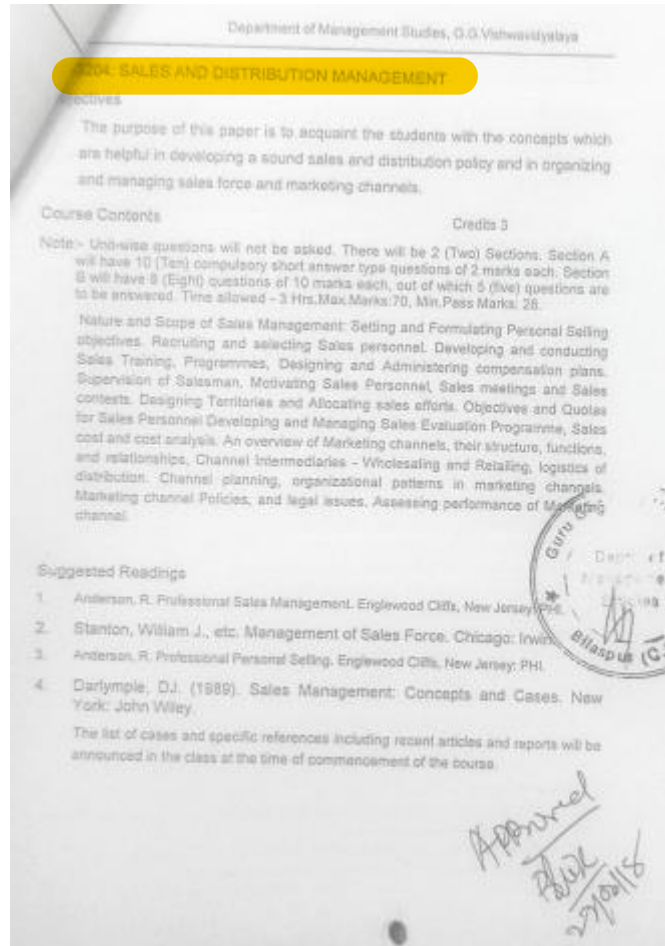 Department of Management Studies, G.G.Vishwavidyalaya
204: SALES AND DISTRIBUTION MANAGEMENT
ectives
The purpose of this paper is to acquaint the students with the concepts which
are helpful in developing a sound sales and distribution policy and in organizing
and managing sales force and marketing channels.
Course Contents Credits 3
Note:- Unit-wise questions will not be asked. There will be 2 (Two) Sections. Section A
will have 10 (Ten) compulsory short answer type questions of 2 marks each. Section
B will have 8 (Eight) questions of 10 marks each, out of which 5 (five) questions are
to be answered. Time allowed - 3 Hrs.Max.Marks:70, Min.Pass Marks: 28.
Nature and Scope of Sales Management: Setting and Formulating Personal Selling
objectives. Recruiting and selecting Sales personnel. Developing and conducting
Sales Training, Programmes, Designing and Administering compensation plans.
Supervision of Salesman, Motivating Sales Personnel, Sales meetings and Sales
contests. Designing Territories and Allocating sales efforts. Objectives and Quotas
for Sales Personnel Developing and Managing Sales Evaluation Programme, Sales
cost and cost analysis. An overview of Marketing channels, their structure, functions,
and relationships, Channel Intermediaries - Wholesaling and Retailing, logistics of
distribution. Channel planning, organizational patterns in marketing channels.
Marketing channel Policies, and legal issues, Assessing performance of Marketing
channel.
Guru
Bilaspur (C.
Suggested Readings
1. Anderson, R. Professional Sales Management. Englewood Cliffs, New Jersey: PHI.
2. Stanton, William J., etc. Management of Sales Force. Chicago: Irwin
3. Anderson, R. Professional Personal Selling. Englewood Cliffs, New Jersey: PHI.
4. Darlymple, DJ. (1989). Sales Management: Concepts and Cases. New
York: John Wiley.
The list of cases and specific references including recent articles and reports will be
announced in the class at the time of commencement of the course.
Approved